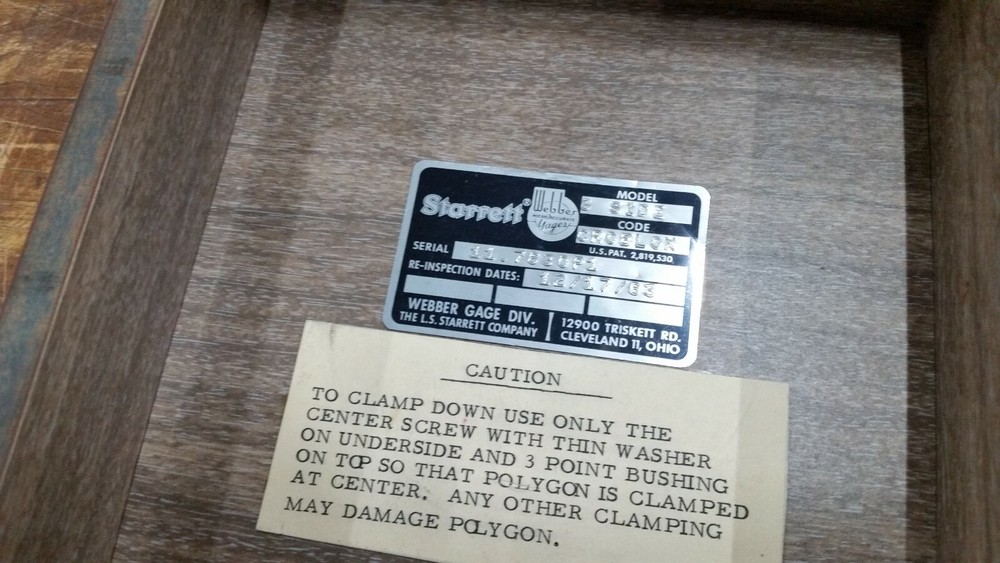 Starrett®
Webber
Gages
MODEL
CODE
U.S. PAT. 2,819,530
SERIAL
RE-INSPECTION DATES:
12/17/63
WEBBER GAGE DIV.
THE L.S. STARRETT COMPANY
12900 TRISKETT RD.
CLEVELAND 11, OHIO
CAUTION
TO CLAMP DOWN USE ONLY THE
CENTER SCREW WITH THIN WASHER
ON UNDERSIDE AND 3 POINT BUSHING
ON TOP SO THAT POLYGON IS CLAMPED
AT CENTER. ANY OTHER CLAMPING
MAY DAMAGE POLYGON.